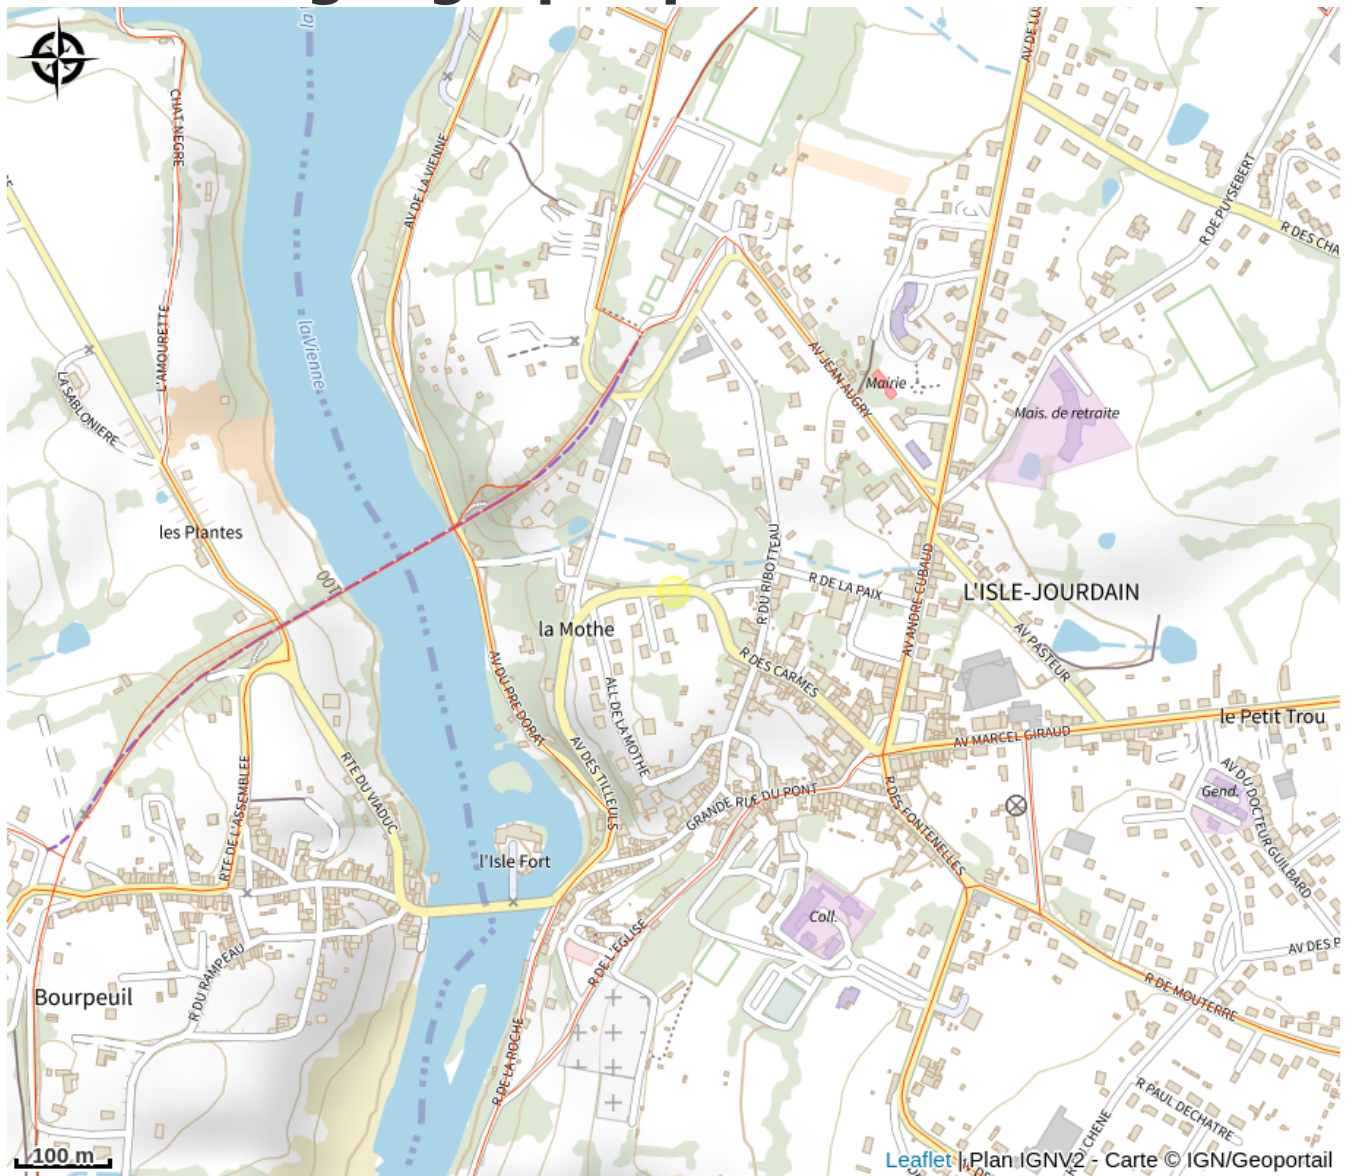 AV DE LA VIENNE
CHAT NEGRE
R DE PUYSEBERT
R DES CHA
L'AMOURETTE
la Vienne
LA SABLONIERE
AV JEAN AUGRY
Mairie
Mais. de retraite
les Plantes
100
R DU RIBOTTEAU
R DE LA PAIX
AV ANDRE CUBAUD
L'ISLE-JOURDAIN
la Mothe
AV PASTEUR
R DES CARMES
AV DU PRE DORAT
ALL DE LA MOTHE
le Petit Trou
AV MARCEL GIRAUD
AV DES TILLEULS
RTE DU VIADUC
RTE DE L'ASSEMBLEE
GRANDE RUE DU PONT
Gend.
AV DU DOCTEUR GUILBARD
R DES FONTENELLES
l'Isle Fort
Coll.
R DE L'EGLISE
AV DES P
R DU RAMPEAU
Bourpeuil
R DE MOUTERRE
R DE LA ROCHE
R PAUL DECHATRE
100 m
Leaflet | Plan IGNV2 - Carte © IGN/Geoportail